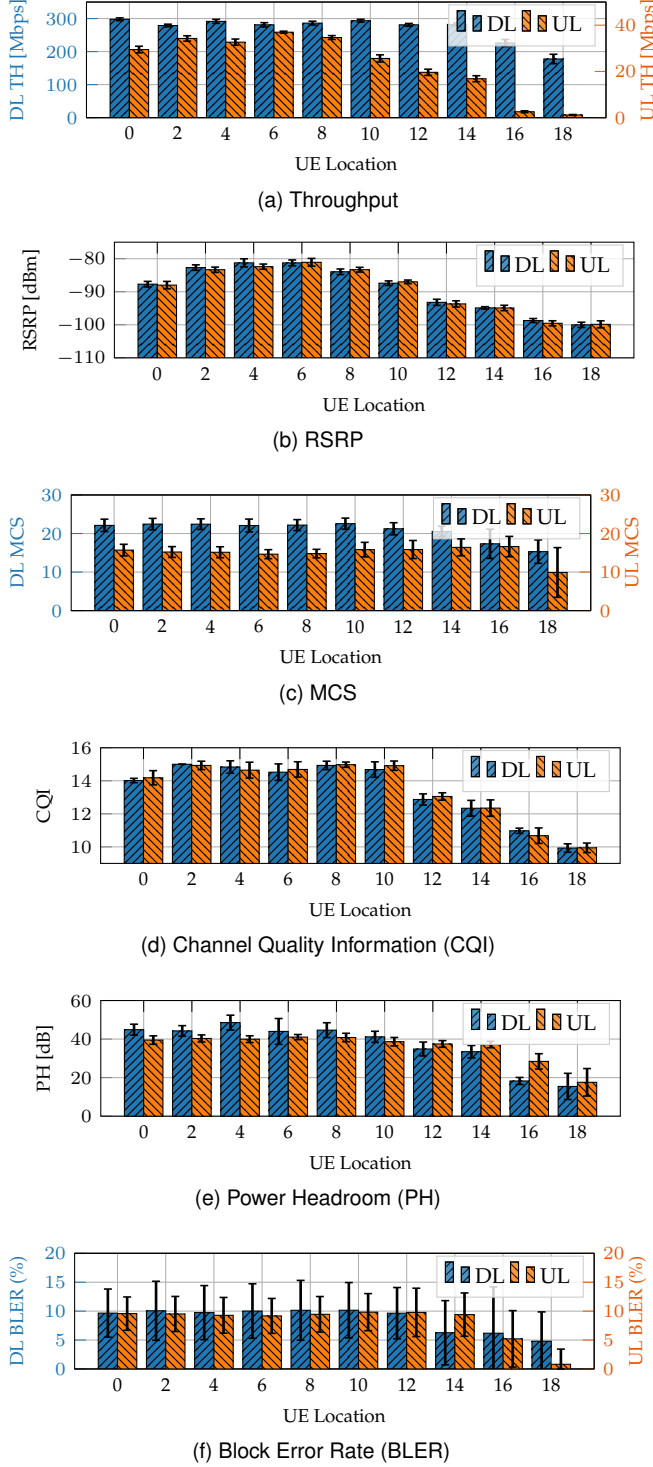 DL TH [Mbps]
300
200
100
0
DL UL
40
20
0
UL TH [Mbps]
0 2 4 6 8 10 12 14 16 18
UE Location
(a) Throughput
RSRP [dBm]
−80
−90
−100
−110
DL UL
0 2 4 6 8 10 12 14 16 18
UE Location
(b) RSRP
DL MCS
30
20
10
0
DL UL
30
20
10
0
UL MCS
0 2 4 6 8 10 12 14 16 18
UE Location
(c) MCS
CQI
16
14
12
10
DL UL
0 2 4 6 8 10 12 14 16 18
UE Location
(d) Channel Quality Information (CQI)
PH [dB]
60
40
20
0
DL UL
0 2 4 6 8 10 12 14 16 18
UE Location
(e) Power Headroom (PH)
DL BLER (%)
20
15
10
5
0
DL UL
20
15
10
5
0
UL BLER (%)
0 2 4 6 8 10 12 14 16 18
UE Location
(f) Block Error Rate (BLER)